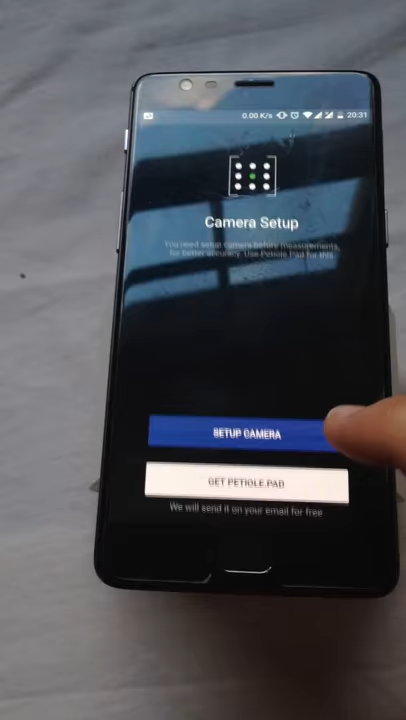 0.00 K/s 20:31
Camera Setup
You need setup camera before measurements,
for better accuracy. Use Petiole Pad for this.
SETUP CAMERA
GET PETIOLE PAD
We will send it on your email for free